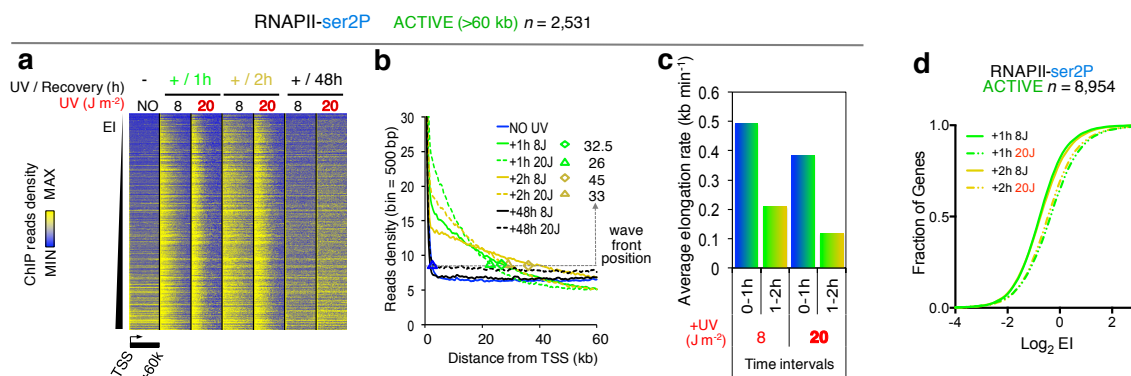 RNAPII-ser2P ACTIVE (>60 kb) n = 2,531
a
UV / Recovery (h) - + / 1h + / 2h + / 48h
UV (J m-2) NO 8 20 8 20 8 20
EI
ChIP reads density
MIN MAX
TSS
b
Reads density (bin = 500 bp)
30
25
20
15
10
5
0
NO UV
+1h 8J 32.5
+1h 20J 26
+2h 8J 45
+2h 20J 33
+48h 8J
+48h 20J
wave
front
position
0 20 40 60
Distance from TSS (kb)
c
Average elongation rate (kb min-1)
0.6
0.5
0.4
0.3
0.2
0.1
0
0-1h 1-2h 0-1h 1-2h
+UV
(J m-2)
8 20
Time intervals
d
RNAPII-ser2P
ACTIVE n = 8,954
Fraction of Genes
1.0
0.5
0.0
+1h 8J
+1h 20J
+2h 8J
+2h 20J
-4 -2 0 2
Log2 EI